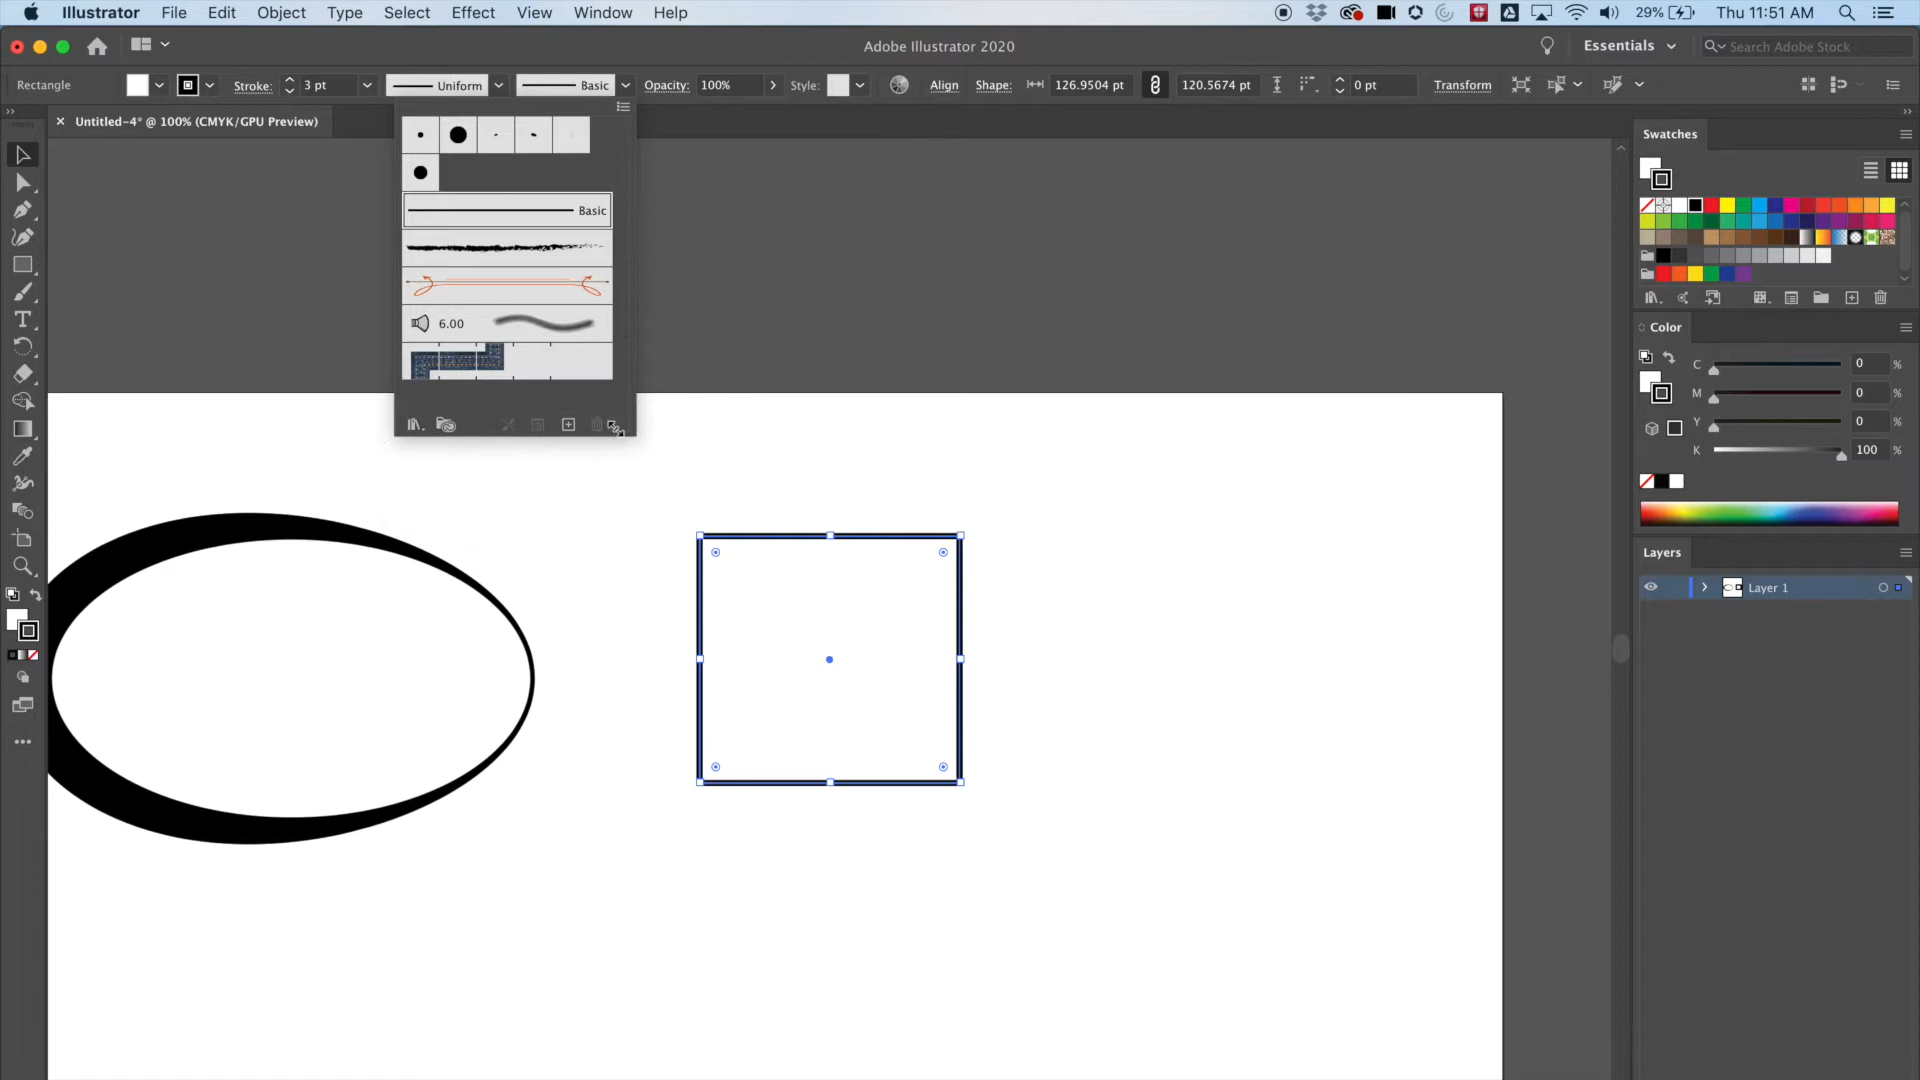 Illustrator File Edit Object Type Select Effect View Window Help 29% Thu 11:51 AM
Adobe Illustrator 2020 Essentials Search Adobe Stock
Rectangle Stroke: 3 pt Uniform Basic Opacity: 100% Style: Align Shape: 126.9504 pt 120.5674 pt 0 pt Transform
Untitled-4* @ 100% (CMYK/GPU Preview)
Swatches
Basic
6.00
Color
C 0 %
M 0 %
Y 0 %
K 100 %
Layers
Layer 1